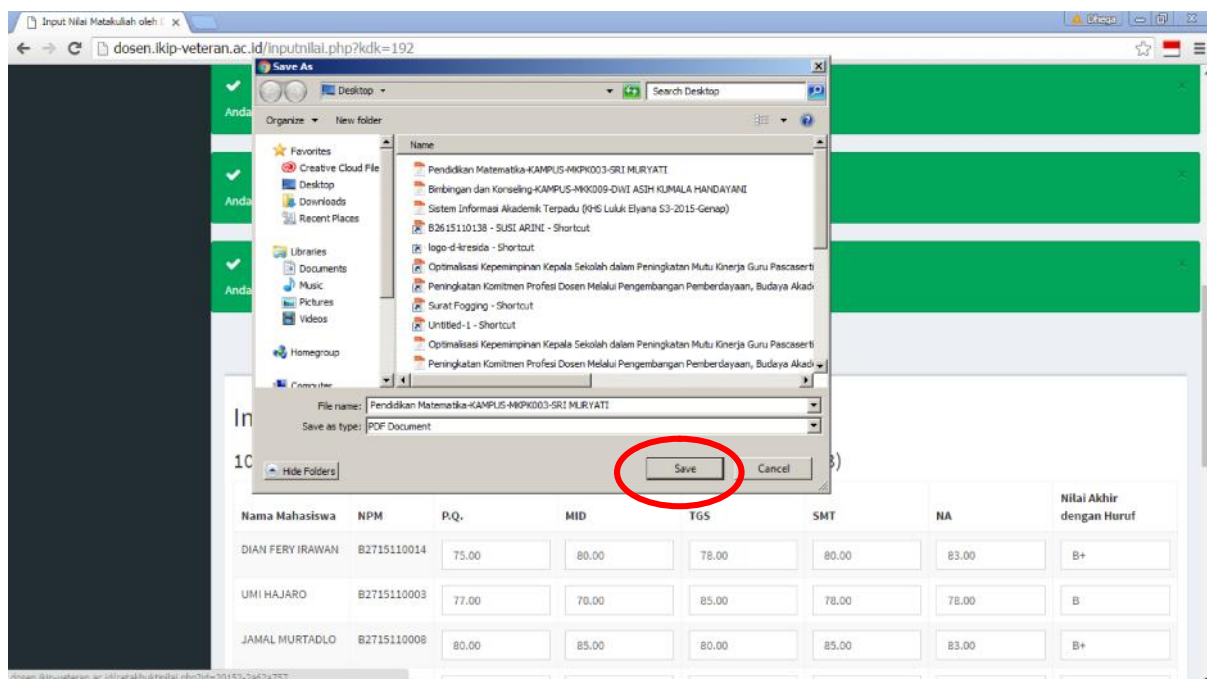 Input Nilai Matakuliah oleh
dosen.ikip-veteran.ac.id/inputnilai.php?kdk=192
Save As
Desktop
Search Desktop
Organize
New folder
Favorites
Creative Cloud File
Desktop
Downloads
Recent Places
Libraries
Documents
Music
Pictures
Videos
Homegroup
Computer
Name
Pendidikan Matematika-KAMPUS-MKPK003-SRI MURYATI
Bimbingan dan Konseling-KAMPUS-MKK009-DWI ASIH KUMALA HANDAYANI
Sistem Informasi Akademik Terpadu (KHS Luluk Elyana S3-2015-Genap)
B2615110138 - SUSI ARINI - Shortcut
logo-d-kresida - Shortcut
Optimalisasi Kepemimpinan Kepala Sekolah dalam Peningkatan Mutu Kinerja Guru Pascaserti
Peningkatan Komitmen Profesi Dosen Melalui Pengembangan Pemberdayaan, Budaya Akad
Surat Fogging - Shortcut
Untitled-1 - Shortcut
Optimalisasi Kepemimpinan Kepala Sekolah dalam Peningkatan Mutu Kinerja Guru Pascaserti
Peningkatan Komitmen Profesi Dosen Melalui Pengembangan Pemberdayaan, Budaya Akad
File name: Pendidikan Matematika-KAMPUS-MKPK003-SRI MURYATI
Save as type: PDF Document
Hide Folders Save Cancel
Anda
Anda
Anda
In
10 3)
Nama Mahasiswa NPM P.Q. MID TGS SMT NA Nilai Akhir dengan Huruf
DIAN FERY IRAWAN B2715110014 75.00 80.00 78.00 80.00 83.00 B+
UMI HAJARO B2715110003 77.00 70.00 85.00 78.00 78.00 B
JAMAL MURTADLO B2715110008 80.00 85.00 80.00 85.00 83.00 B+